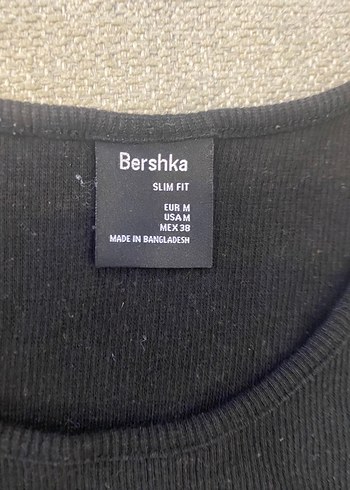 Bershka
SLIM FIT
EUR M
USA M
MEX 38
MADE IN BANGLADESH